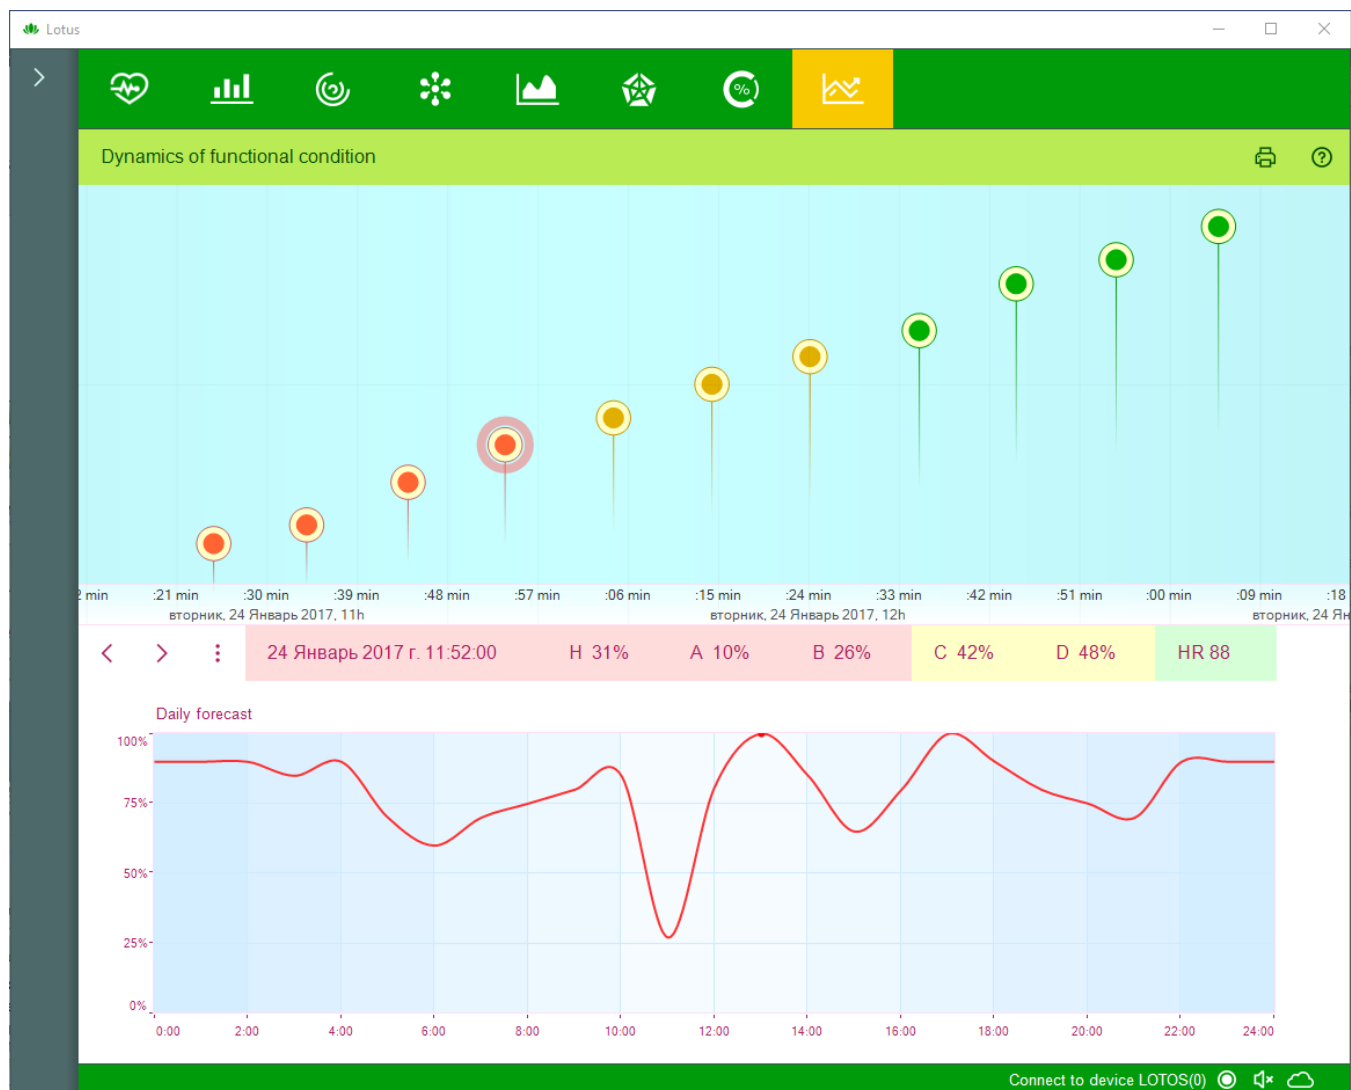 Lotus
Dynamics of functional condition
2 min :21 min :30 min :39 min :48 min :57 min :06 min :15 min :24 min :33 min :42 min :51 min :00 min :09 min :18
вторник, 24 Январь 2017, 11h вторник, 24 Январь 2017, 12h вторник, 24 Ян
24 Январь 2017 г. 11:52:00 H 31% A 10% B 26% C 42% D 48% HR 88
Daily forecast
100%
75%
50%
25%
0%
0:00 2:00 4:00 6:00 8:00 10:00 12:00 14:00 16:00 18:00 20:00 22:00 24:00
Connect to device LOTOS(0)